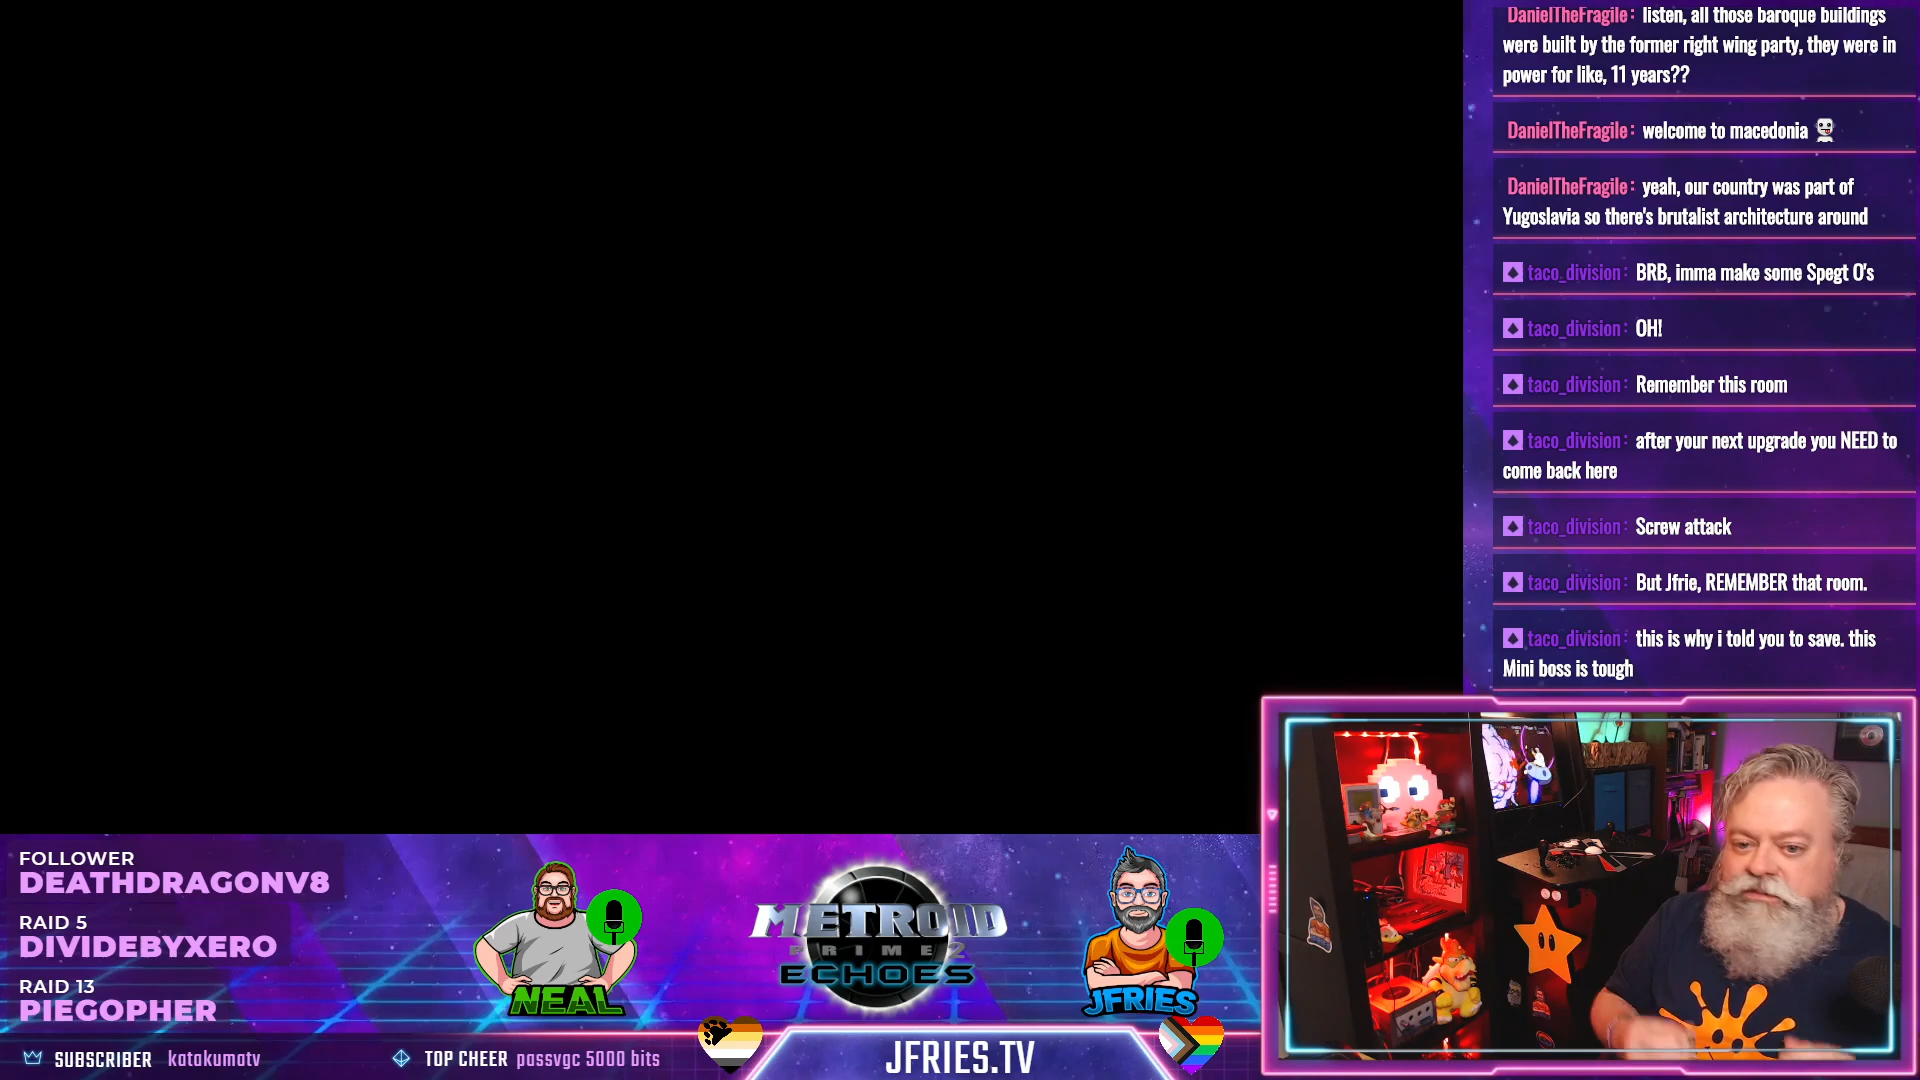 DanielTheFragile: listen, all those baroque buildings
were built by the former right wing party, they were in
power for like, 11 years??
DanielTheFragile: welcome to macedonia
DanielTheFragile: yeah, our country was part of
Yugoslavia so there's brutalist architecture around
taco_division: BRB, imma make some Spegt O's
taco_division: OH!
taco_division: Remember this room
taco_division: after your next upgrade you NEED to
come back here
taco_division: Screw attack
taco_division: But Jfrie, REMEMBER that room.
taco_division: this is why i told you to save. this
Mini boss is tough
FOLLOWER
DEATHDRAGONV8
RAID 5
DIVIDEBYXERO
RAID 13
PIEGOPHER
SUBSCRIBER katakumatv
TOP CHEER passvgc 5000 bits
NEAL
METROID
PRIME 2
ECHOES
JFRIES
JFRIES.TV